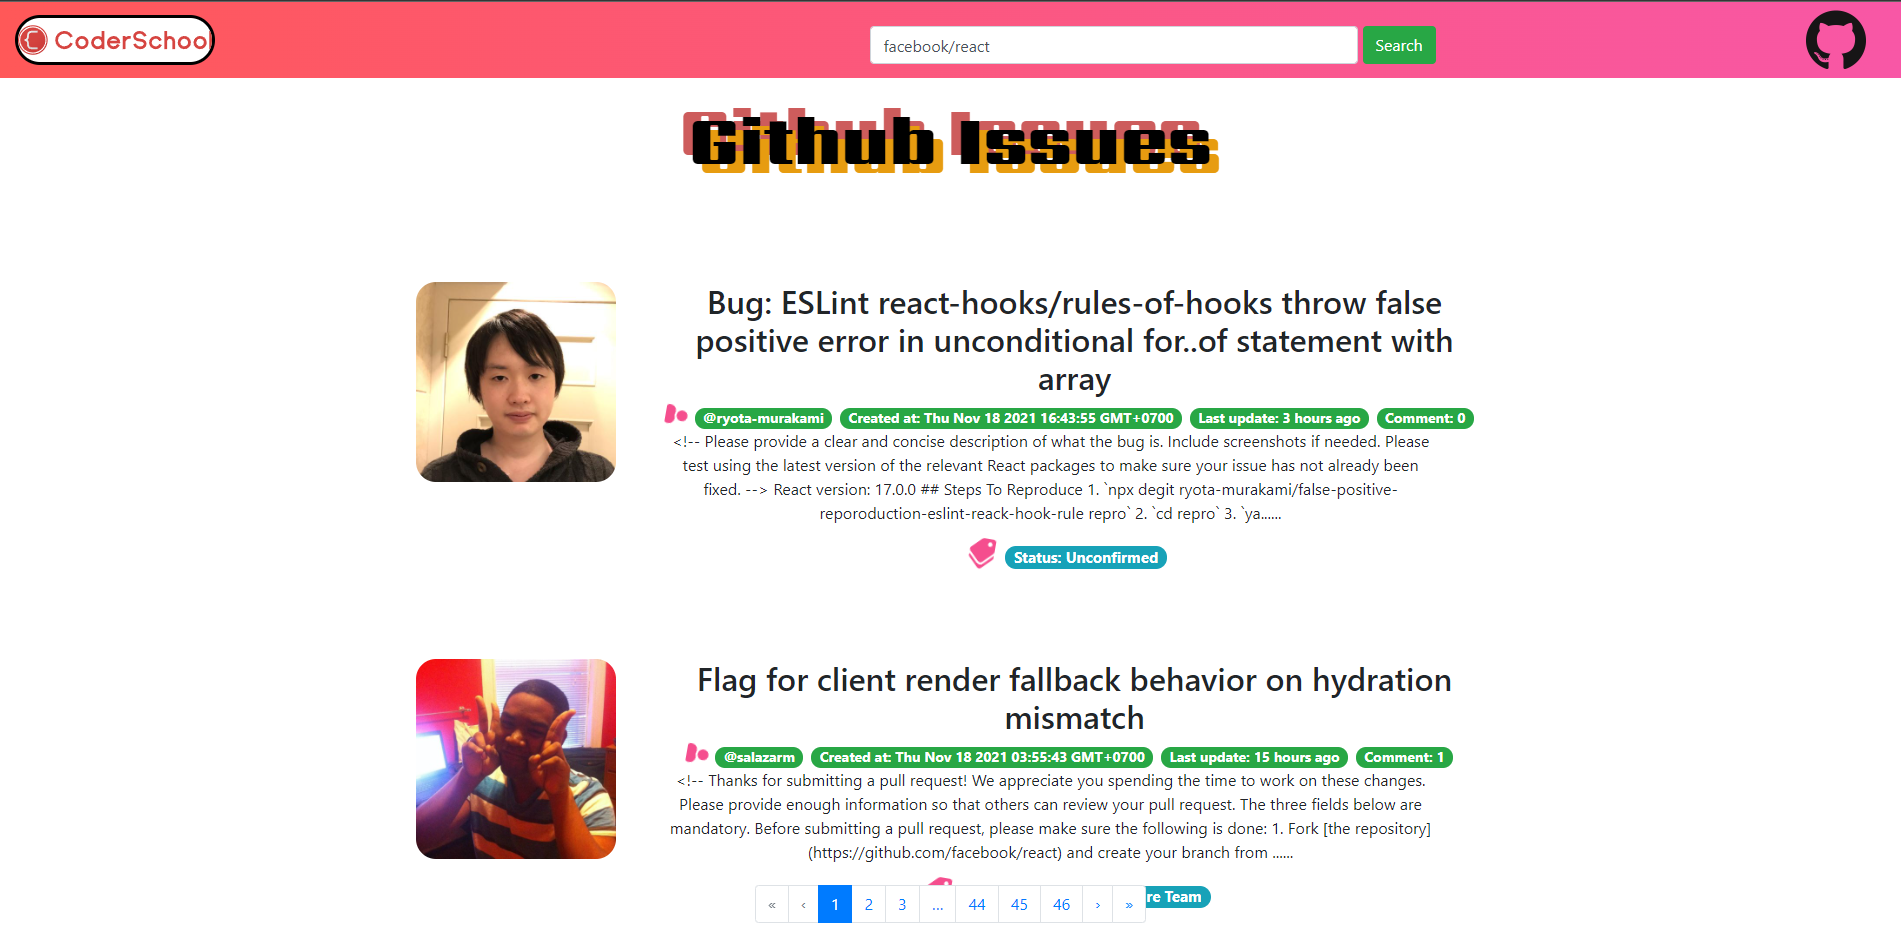 CoderSchool
facebook/react
Search
Github Issues
Bug: ESLint react-hooks/rules-of-hooks throw false
positive error in unconditional for..of statement with
array
@ryota-murakami Created at: Thu Nov 18 2021 16:43:55 GMT+0700 Last update: 3 hours ago Comment: 0
<!-- Please provide a clear and concise description of what the bug is. Include screenshots if needed. Please
test using the latest version of the relevant React packages to make sure your issue has not already been
fixed. --> React version: 17.0.0 ## Steps To Reproduce 1. `npx degit ryota-murakami/false-positive-
reporoduction-eslint-reack-hook-rule repro` 2. `cd repro` 3. `ya......
Status: Unconfirmed
Flag for client render fallback behavior on hydration
mismatch
@salazarm Created at: Thu Nov 18 2021 03:55:43 GMT+0700 Last update: 15 hours ago Comment: 1
<!-- Thanks for submitting a pull request! We appreciate you spending the time to work on these changes.
Please provide enough information so that others can review your pull request. The three fields below are
mandatory. Before submitting a pull request, please make sure the following is done: 1. Fork [the repository]
(https://github.com/facebook/react) and create your branch from ......
« ‹ 1 2 3 ... 44 45 46 › » re Team